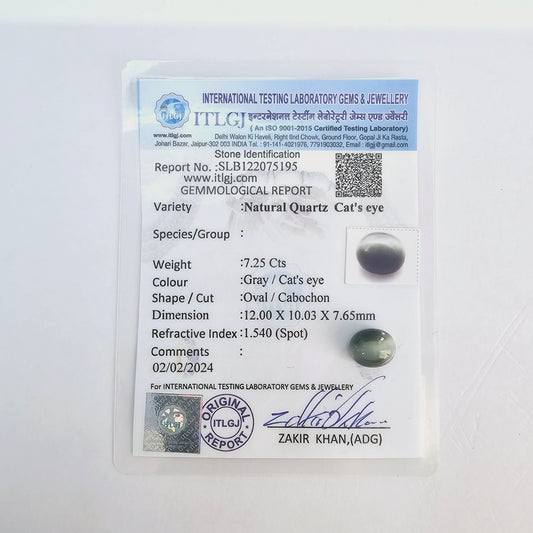 INTERNATIONAL TESTING LABORATORY GEMS & JEWELLERY
ITLGJ
ITLGJ इन्टरनेशनल टेस्टींग लेबोरेट्री जेम्स एण्ड ज्वैलरी
( An ISO 9001-2015 Certified Testing Laboratory)
www.itlgj.com
Delhi Walon Ki Haveli, Right IInd Chowk, Ground Floor, Gopal Ji Ka Rasta,
Johari Bazar, Jaipur-302 003 INDIA Tel. : 91-141-4021976, 7791903032, Email : itlgj@gmail.com
Stone Identification
Report No. :SLB122075195
www.itlgj.com
GEMMOLOGICAL REPORT
Variety :Natural Quartz Cat's eye
Species/Group :
Weight :7.25 Cts
Colour :Gray / Cat's eye
Shape / Cut :Oval / Cabochon
Dimension :12.00 X 10.03 X 7.65mm
Refractive Index :1.540 (Spot)
Comments :
02/02/2024
For INTERNATIONAL TESTING LABORATORY GEMS & JEWELLERY
ORIGINAL
ITLGJ
REPORT
ZAKIR KHAN,(ADG)